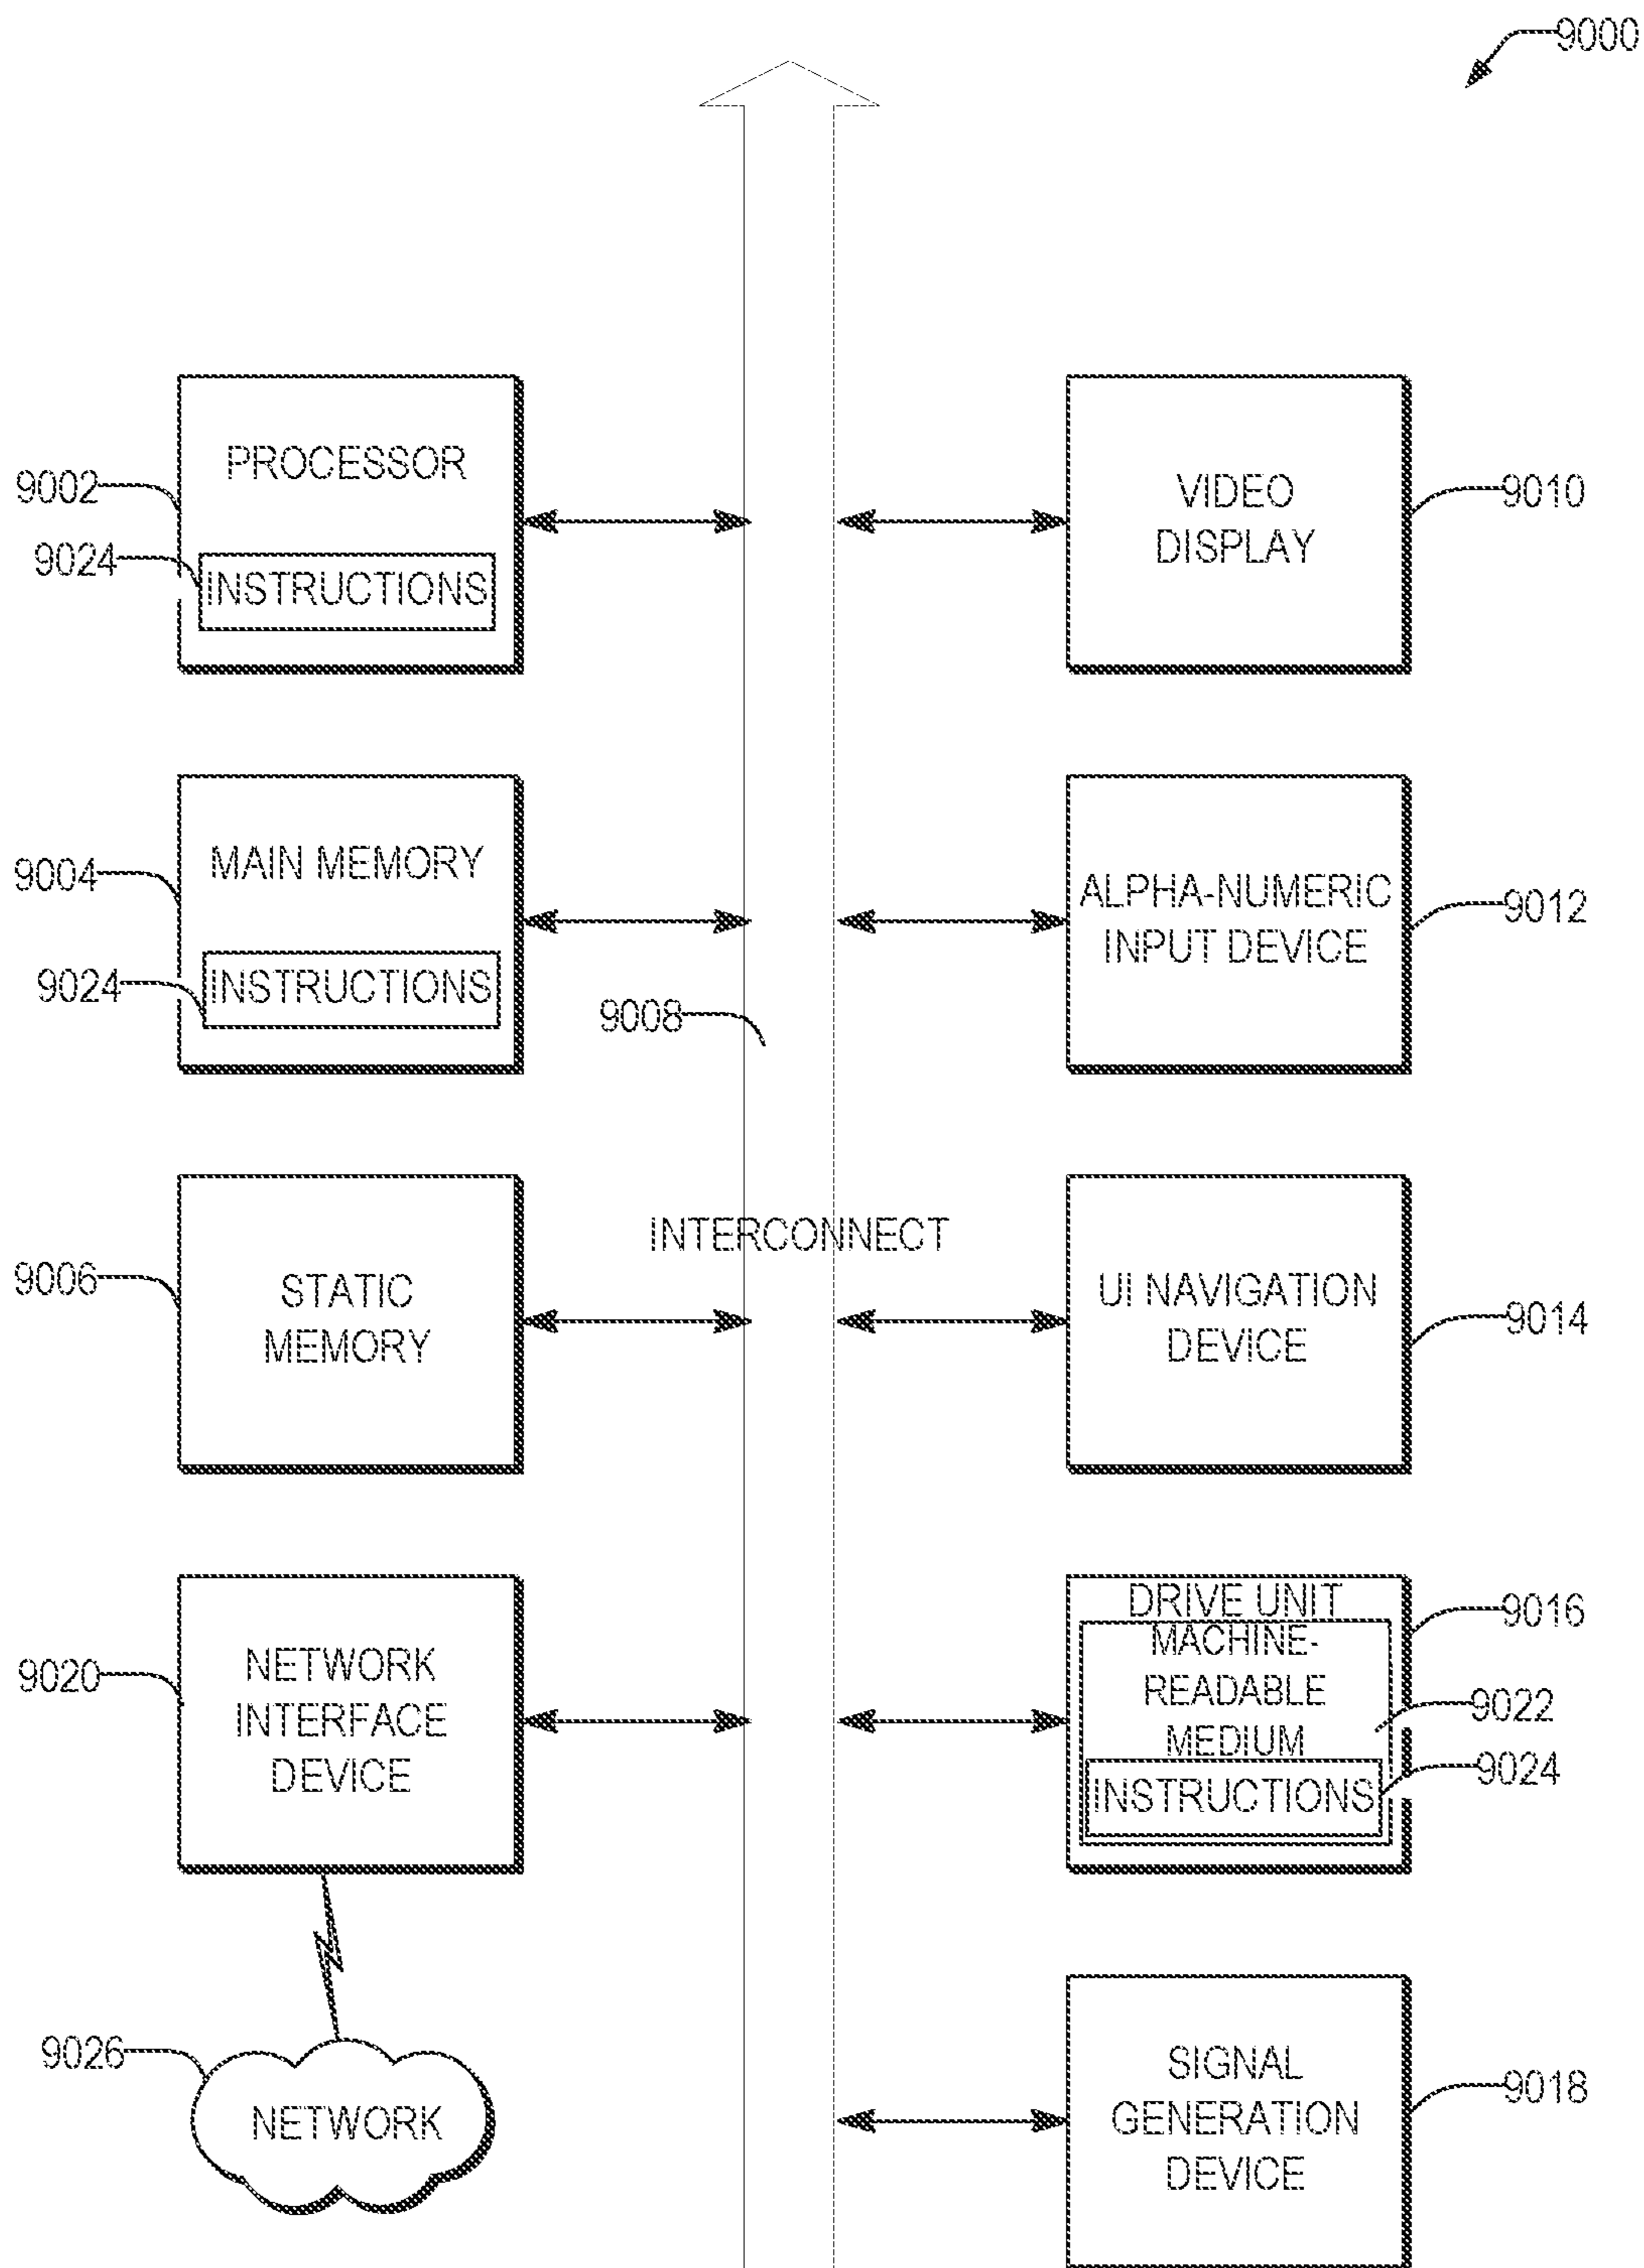 9000
PROCESSOR
9002
9024
INSTRUCTIONS
VIDEO
DISPLAY
9010
MAIN MEMORY
9004
9024
INSTRUCTIONS
9008
ALPHA-NUMERIC
INPUT DEVICE
9012
INTERCONNECT
9006
STATIC
MEMORY
UI NAVIGATION
DEVICE
9014
9020
NETWORK
INTERFACE
DEVICE
DRIVE UNIT
9016
MACHINE-
READABLE
MEDIUM
9022
INSTRUCTIONS
9024
9026
NETWORK
SIGNAL
GENERATION
DEVICE
9018